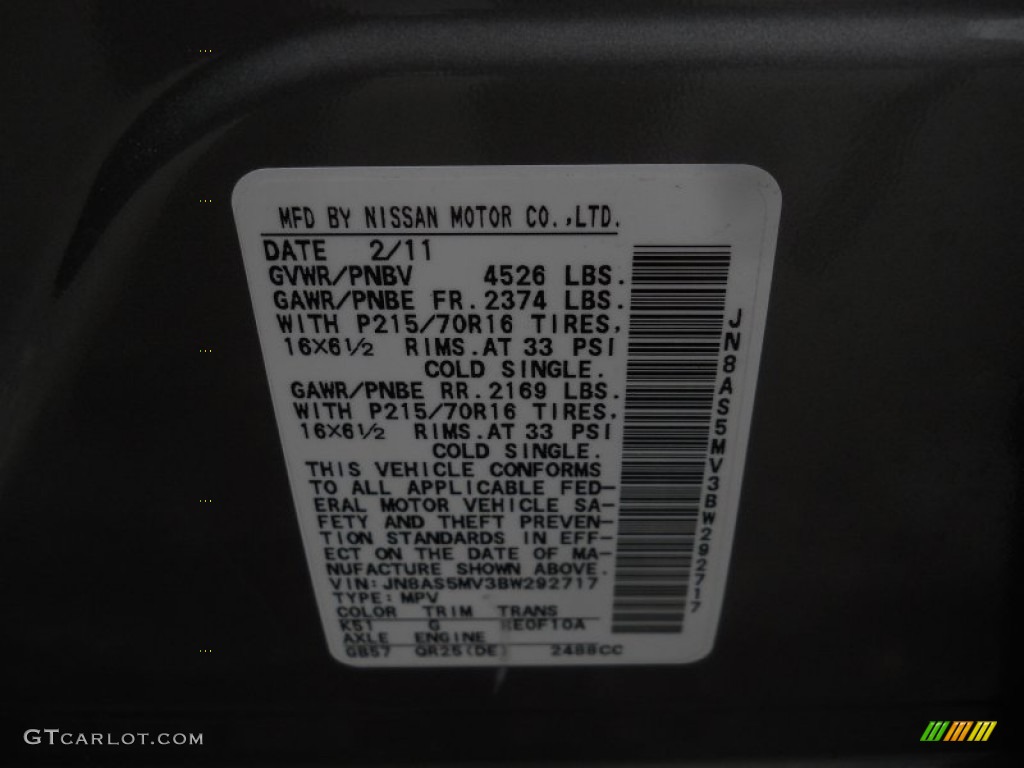 MFD BY NISSAN MOTOR CO.,LTD.
DATE 2/11
GVWR/PNBV 4526 LBS.
GAWR/PNBE FR.2374 LBS.
WITH P215/70R16 TIRES,
16×6½ RIMS.AT 33 PSI
COLD SINGLE.
GAWR/PNBE RR.2169 LBS.
WITH P215/70R16 TIRES,
16×6½ RIMS.AT 33 PSI
COLD SINGLE.
THIS VEHICLE CONFORMS
TO ALL APPLICABLE FED-
ERAL MOTOR VEHICLE SA-
FETY AND THEFT PREVEN-
TION STANDARDS IN EFF-
ECT ON THE DATE OF MA-
NUFACTURE SHOWN ABOVE.
VIN:JN8AS5MV3BW292717
TYPE:MPV
COLOR TRIM TRANS
K51 G RE0F10A
AXLE ENGINE
GB57 QR25(DE) 2488CC
JN8AS5MV3BW292717
GTCARLOT.COM